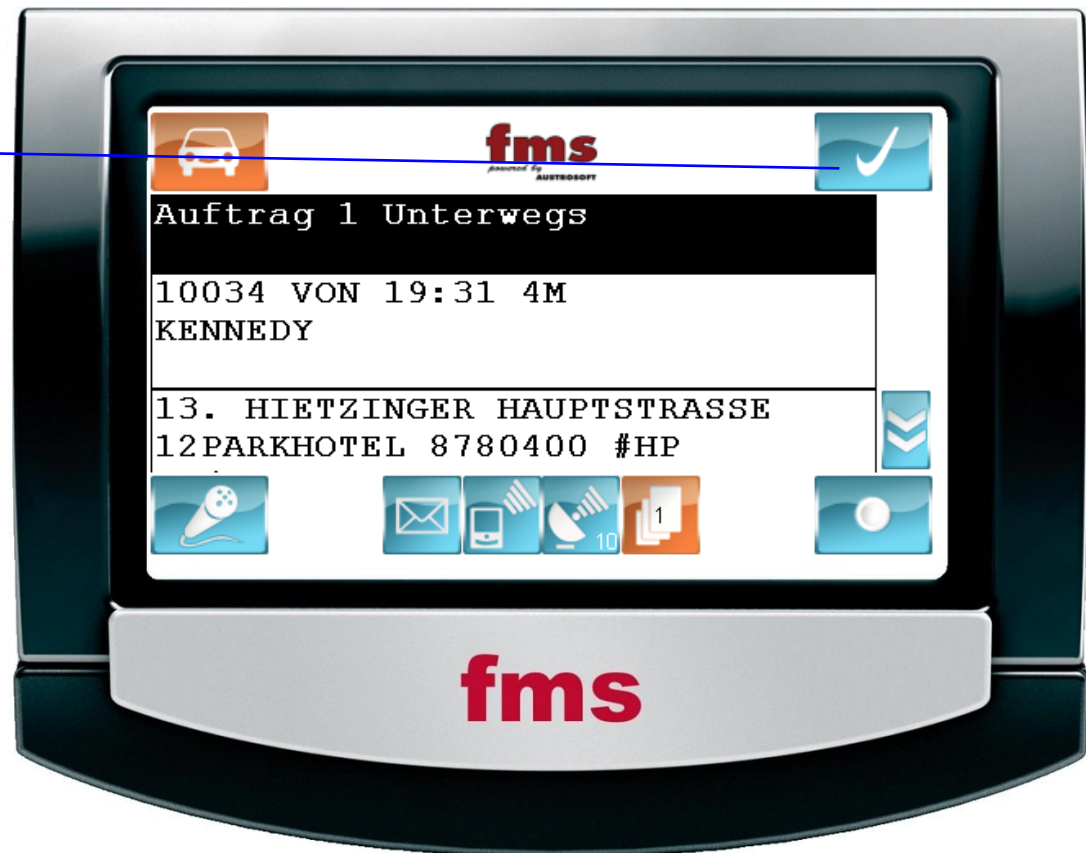 fms
powered by
AUSTROSOFT
Auftrag 1 Unterwegs
10034 VON 19:31 4M
KENNEDY
13. HIETZINGER HAUPTSTRASSE
12PARKHOTEL 8780400 #HP
10
1
fms